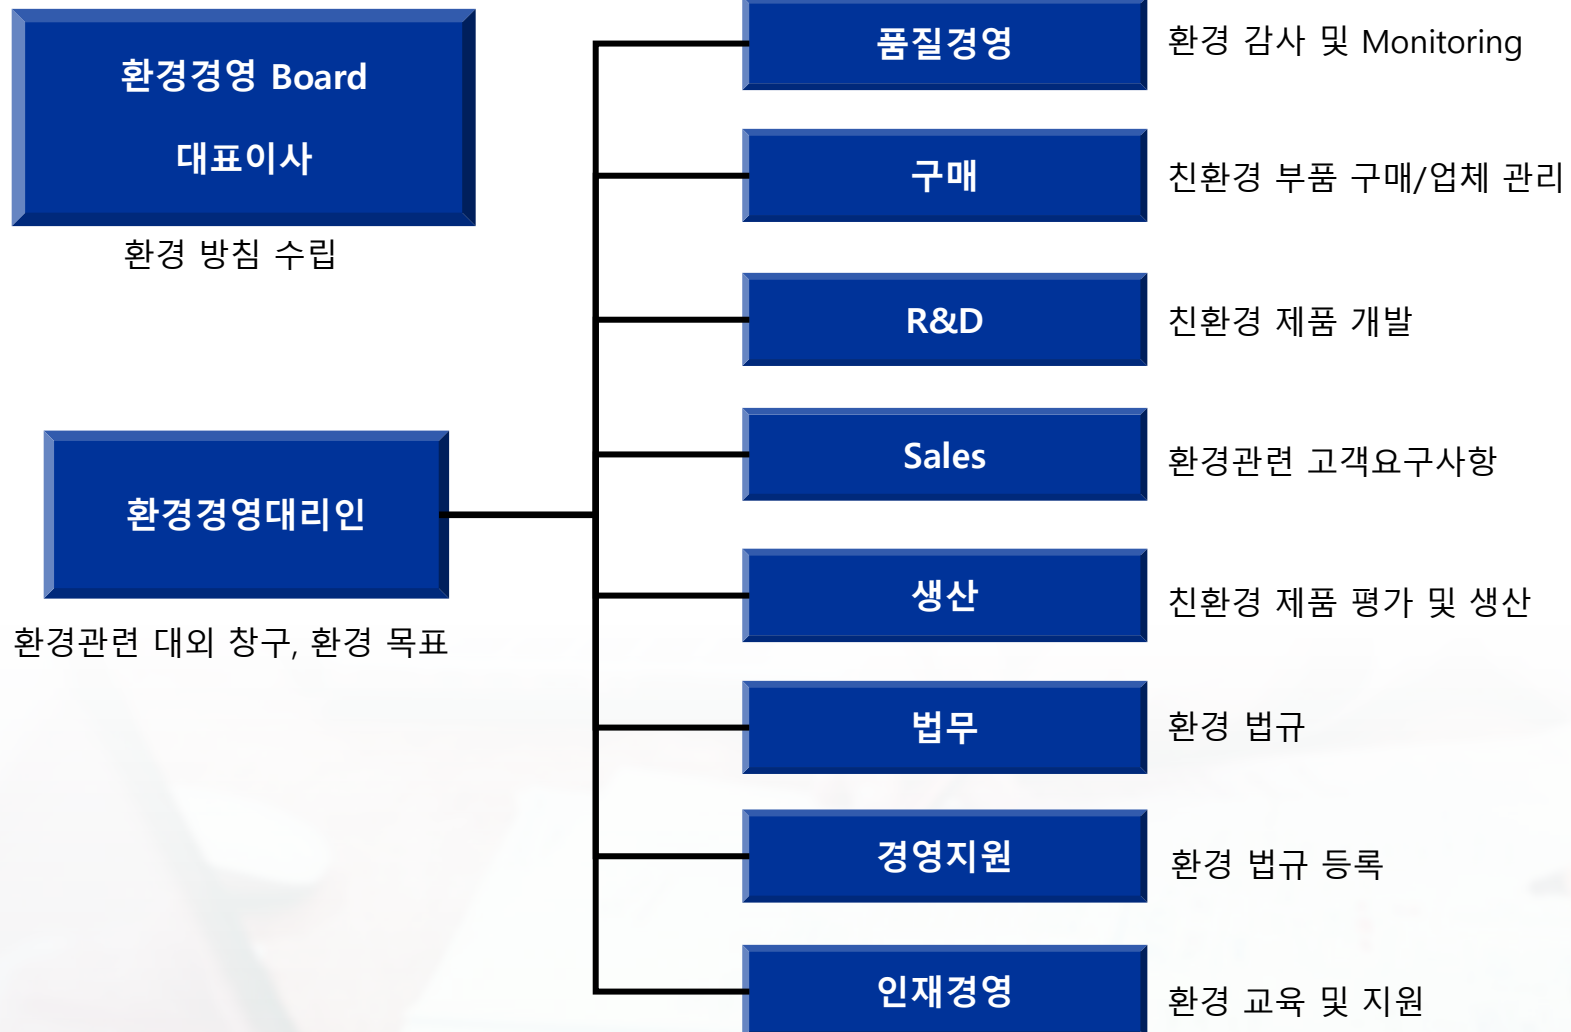 환경경영 Board
대표이사
환경 방침 수립
환경경영대리인
환경관련 대외 창구, 환경 목표
품질경영
환경 감사 및 Monitoring
구매
친환경 부품 구매/업체 관리
R&D
친환경 제품 개발
Sales
환경관련 고객요구사항
생산
친환경 제품 평가 및 생산
법무
환경 법규
경영지원
환경 법규 등록
인재경영
환경 교육 및 지원